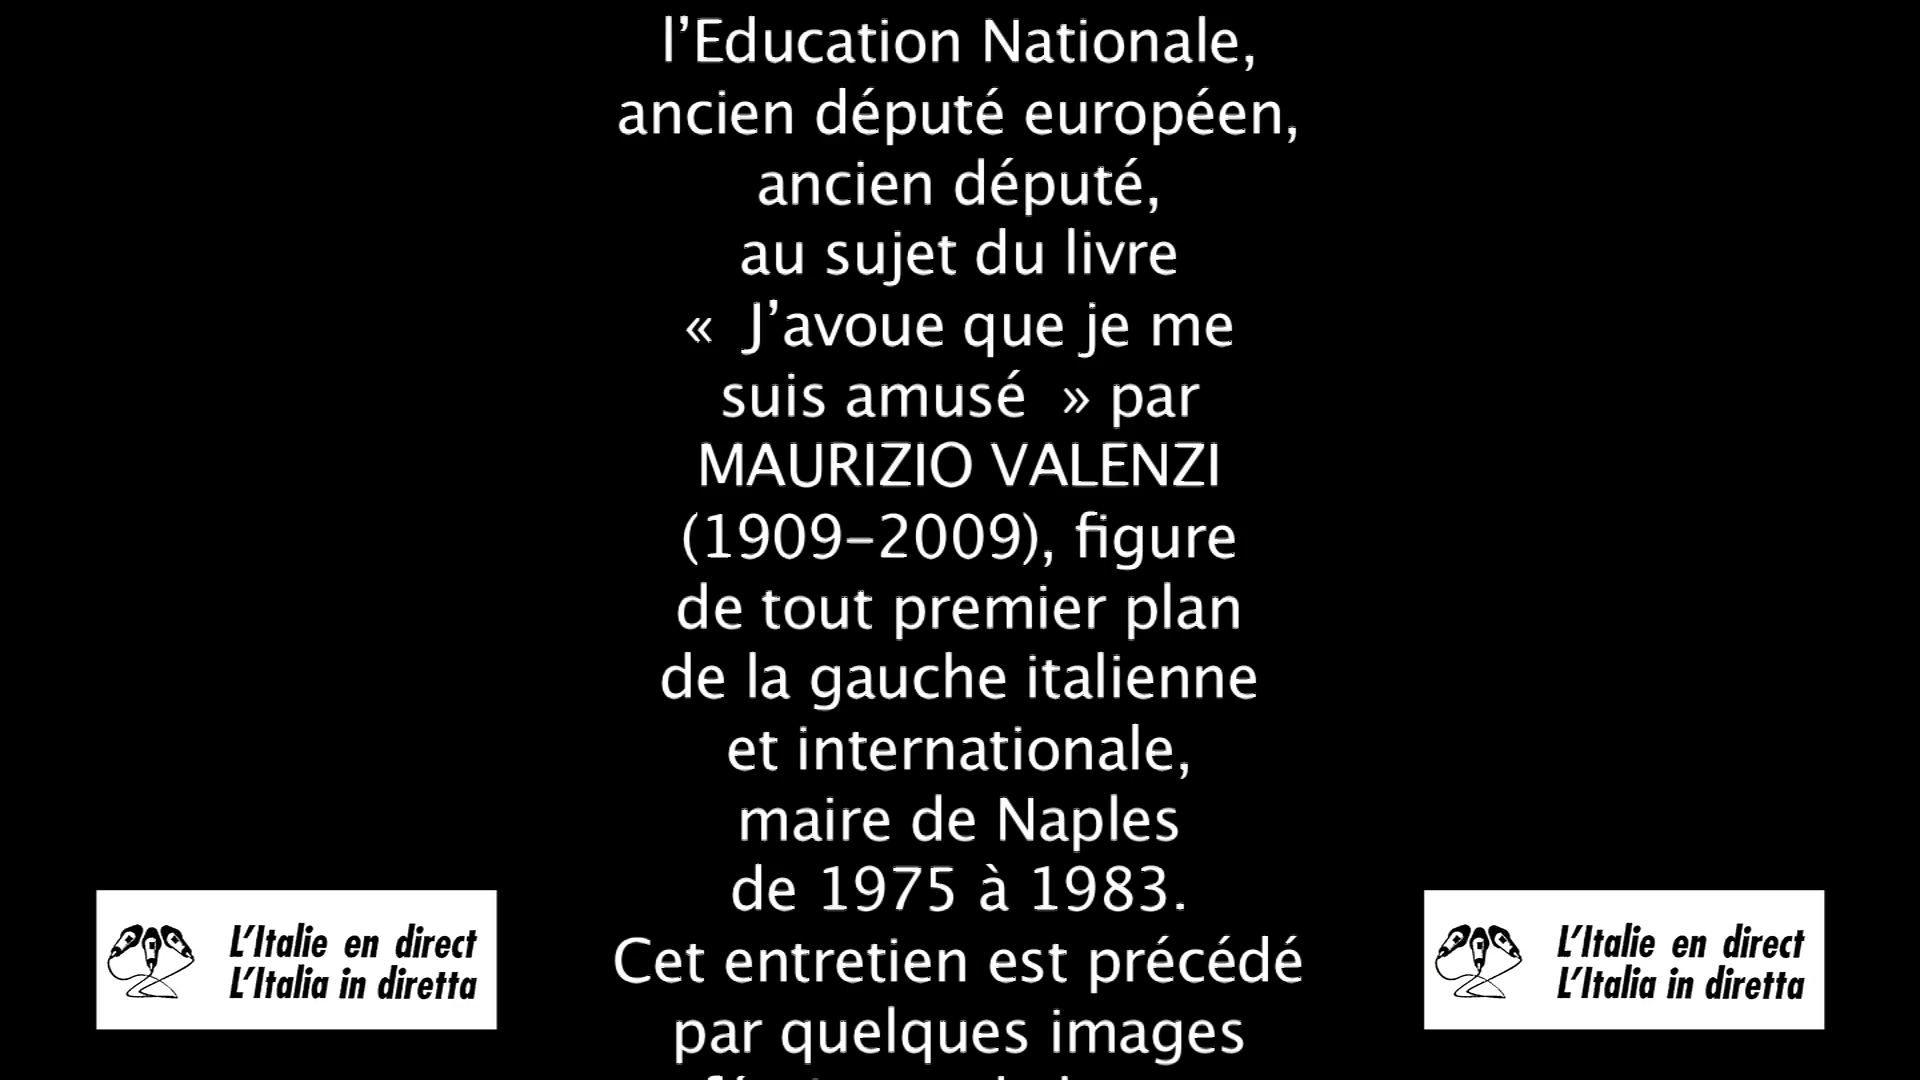 l’Education Nationale,
ancien député européen,
ancien député,
au sujet du livre
«  J’avoue que je me
suis amusé  » par
MAURIZIO VALENZI
(1909–2009), figure
de tout premier plan
de la gauche italienne
et internationale,
maire de Naples
de 1975 à 1983.
Cet entretien est précédé
par quelques images
L’Italie en direct
L’Italia in diretta
L’Italie en direct
L’Italia in diretta